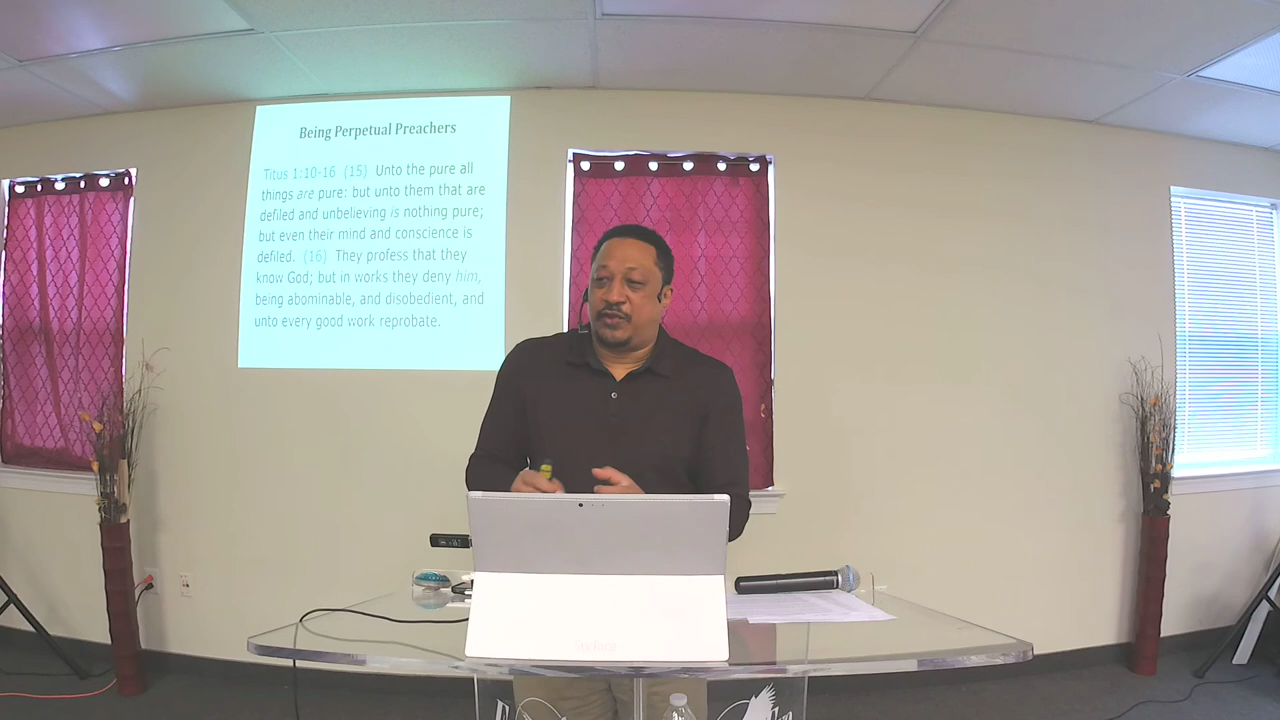 Being Perpetual Preachers
Titus 1:10-16 (15) Unto the pure all
things are pure: but unto them that are
defiled and unbelieving is nothing pure;
but even their mind and conscience is
defiled. (16) They profess that they
know God; but in works they deny him,
being abominable, and disobedient, and
unto every good work reprobate.
Surface